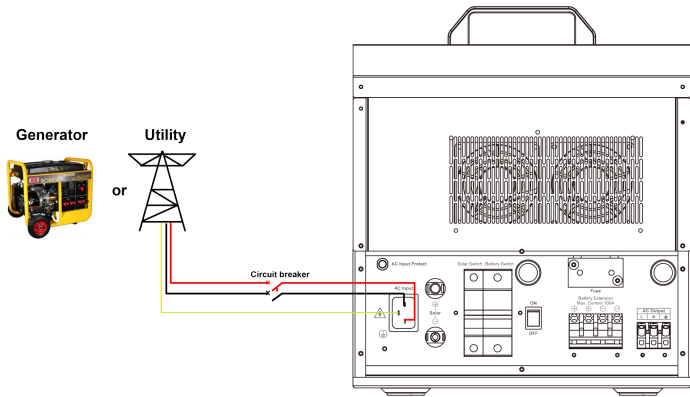 Generator
Utility
or
Circuit breaker
AC Input Protect
Solar Switch
Battery Switch
AC Input
Solar
ON
OFF
Fuse
Battery Extension
Max. Current:100A
AC Output
L N